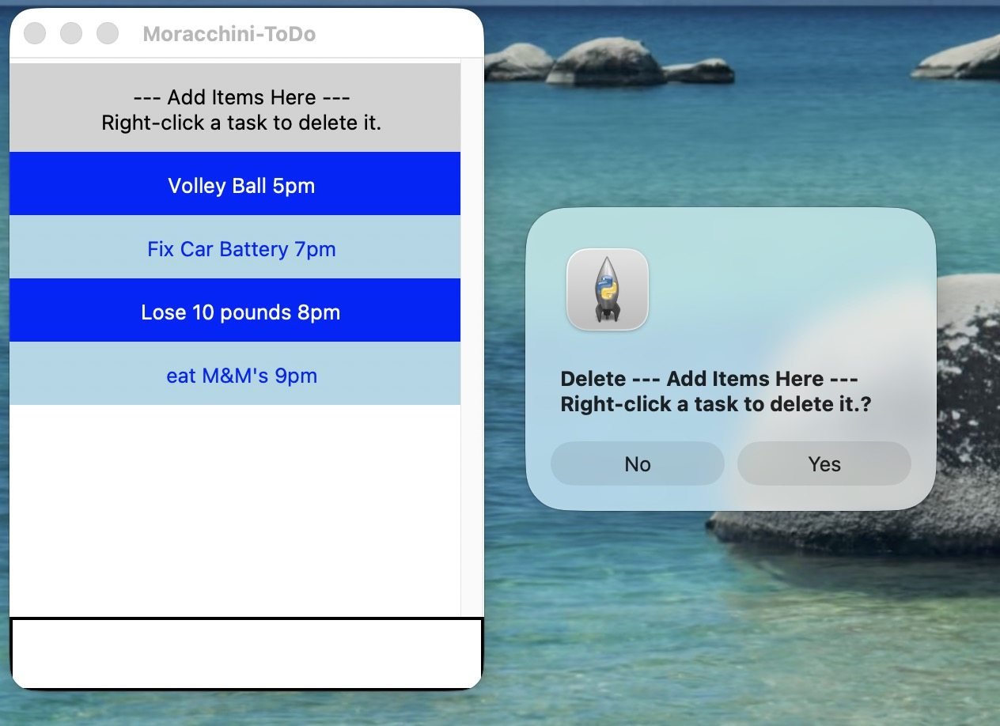 Moracchini-ToDo
--- Add Items Here ---
Right-click a task to delete it.
Volley Ball 5pm
Fix Car Battery 7pm
Lose 10 pounds 8pm
eat M&M's 9pm
Delete --- Add Items Here ---
Right-click a task to delete it.?
No
Yes